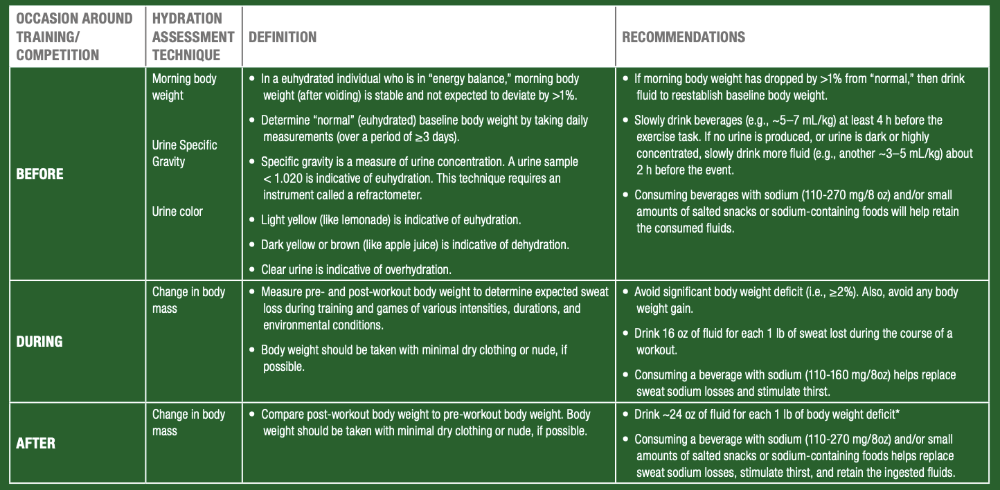 OCCASION AROUND
TRAINING/
COMPETITION
HYDRATION
ASSESSMENT
TECHNIQUE
DEFINITION
RECOMMENDATIONS
BEFORE
Morning body
weight
Urine Specific
Gravity
Urine color
• In a euhydrated individual who is in “energy balance,” morning body
weight (after voiding) is stable and not expected to deviate by >1%.
• Determine “normal” (euhydrated) baseline body weight by taking daily
measurements (over a period of ≥3 days).
• Specific gravity is a measure of urine concentration. A urine sample
< 1.020 is indicative of euhydration. This technique requires an
instrument called a refractometer.
• Light yellow (like lemonade) is indicative of euhydration.
• Dark yellow or brown (like apple juice) is indicative of dehydration.
• Clear urine is indicative of overhydration.
• If morning body weight has dropped by >1% from “normal,” then drink
fluid to reestablish baseline body weight.
• Slowly drink beverages (e.g., ~5–7 mL/kg) at least 4 h before the
exercise task. If no urine is produced, or urine is dark or highly
concentrated, slowly drink more fluid (e.g., another ~3–5 mL/kg) about
2 h before the event.
• Consuming beverages with sodium (110-270 mg/8 oz) and/or small
amounts of salted snacks or sodium-containing foods will help retain
the consumed fluids.
DURING
Change in body
mass
• Measure pre- and post-workout body weight to determine expected sweat
loss during training and games of various intensities, durations, and
environmental conditions.
• Body weight should be taken with minimal dry clothing or nude, if
possible.
• Avoid significant body weight deficit (i.e., ≥2%). Also, avoid any body
weight gain.
• Drink 16 oz of fluid for each 1 lb of sweat lost during the course of a
workout.
• Consuming a beverage with sodium (110-160 mg/8oz) helps replace
sweat sodium losses and stimulate thirst.
AFTER
Change in body
mass
• Compare post-workout body weight to pre-workout body weight. Body
weight should be taken with minimal dry clothing or nude, if possible.
• Drink ~24 oz of fluid for each 1 lb of body weight deficit*
• Consuming a beverage with sodium (110-270 mg/8oz) and/or small
amounts of salted snacks or sodium-containing foods helps replace
sweat sodium losses, stimulate thirst, and retain the ingested fluids.